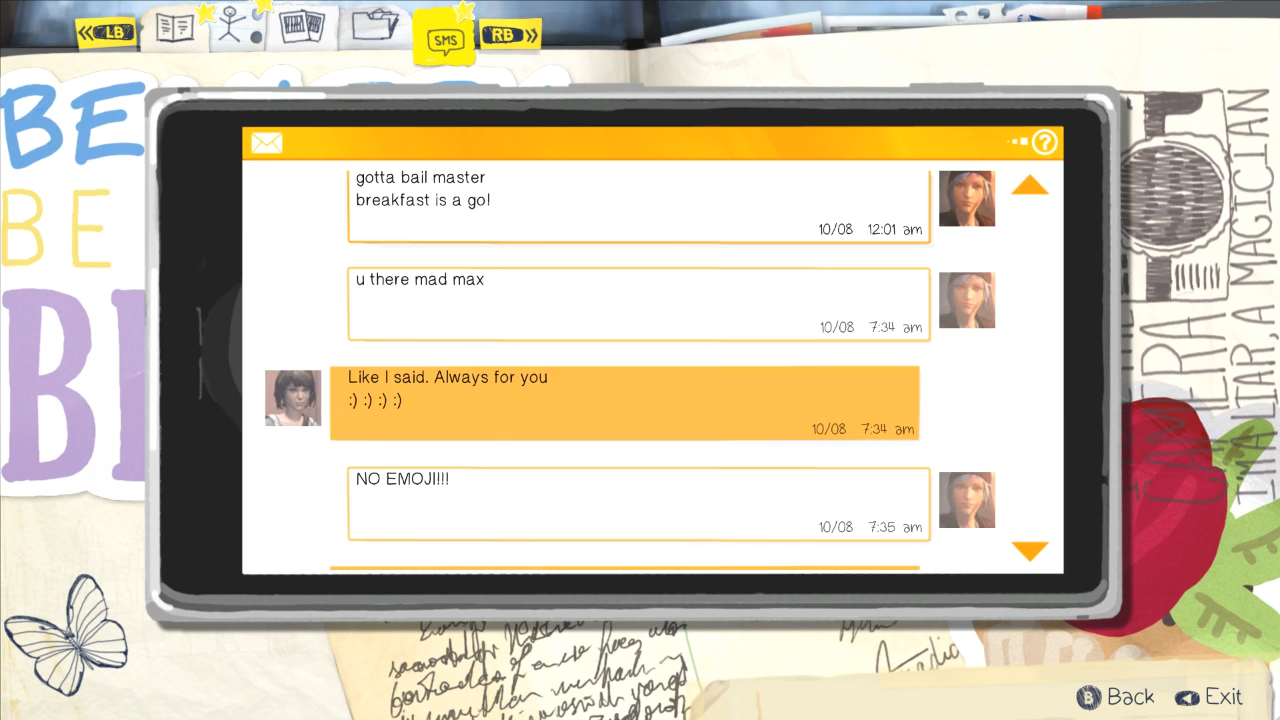 LB
SMS
RB
BE
BE
BE
gotta bail master
breakfast is a go!
10/08 12:01 am
u there mad max
10/08 7:34 am
Like I said. Always for you
:) :) :) :)
10/08 7:34 am
NO EMOJI!!!
10/08 7:35 am
A MAGICIAN
B Back
Exit